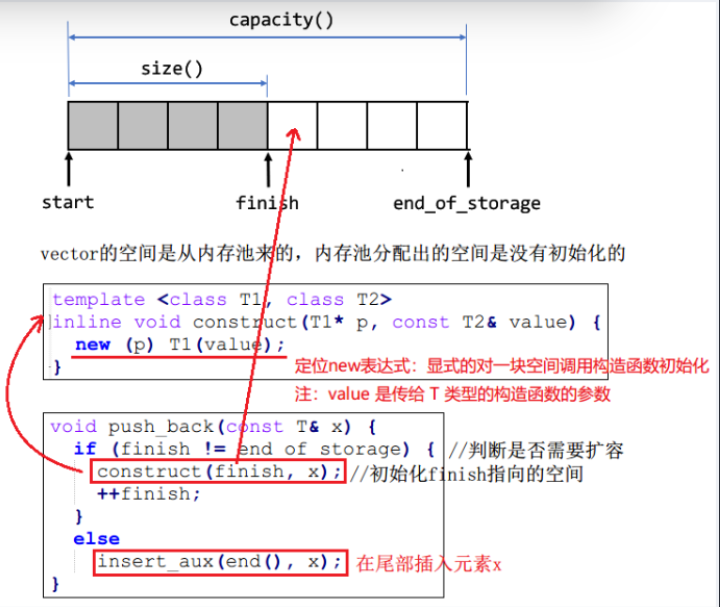 capacity()
size()
start
finish
end_of_storage
vector的空间是从内存池来的，内存池分配出的空间是没有初始化的
template <class T1, class T2>
inline void construct(T1* p, const T2& value) {
new (p) T1(value);
}
定位new表达式：显式的对一块空间调用构造函数初始化
注：value 是传给 T 类型的构造函数的参数
void push_back(const T& x) {
if (finish != end_of_storage) { //判断是否需要扩容
construct(finish, x); //初始化finish指向的空间
++finish;
}
else
insert_aux(end(), x); 在尾部插入元素x
}